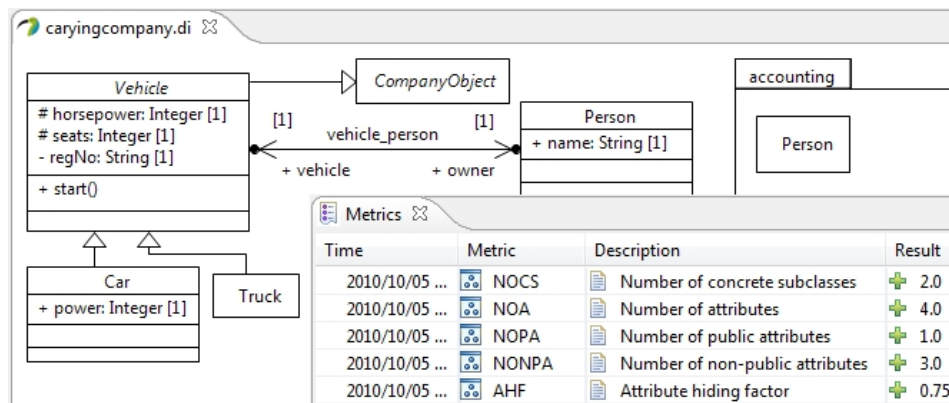 caryingcompany.di
Vehicle
# horsepower: Integer [1]
# seats: Integer [1]
- regNo: String [1]
+ start()
CompanyObject
[1] vehicle_person [1]
+ vehicle + owner
Person
+ name: String [1]
accounting
Person
Car
+ power: Integer [1]
Truck
Metrics
Time Metric Description Result
2010/10/05 ... NOCS Number of concrete subclasses 2.0
2010/10/05 ... NOA Number of attributes 4.0
2010/10/05 ... NOPA Number of public attributes 1.0
2010/10/05 ... NONPA Number of non-public attributes 3.0
2010/10/05 ... AHF Attribute hiding factor 0.75